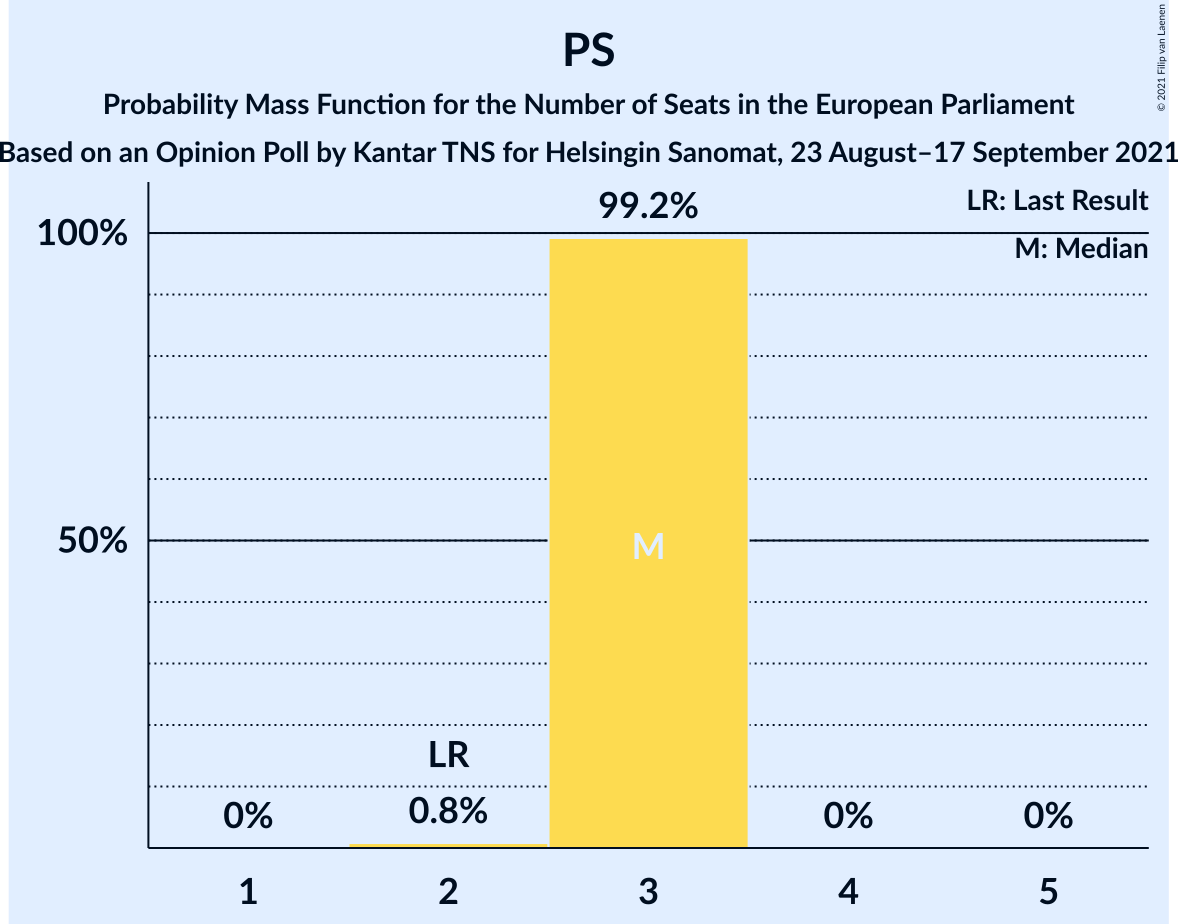 PS
Probability Mass Function for the Number of Seats in the European Parliament
Based on an Opinion Poll by Kantar TNS for Helsingin Sanomat, 23 August–17 September 2021
© 2021 Filip van Laenen
LR: Last Result
M: Median
99.2%
100%
50%
M
LR
0%
0.8%
0%
0%
1 2 3 4 5